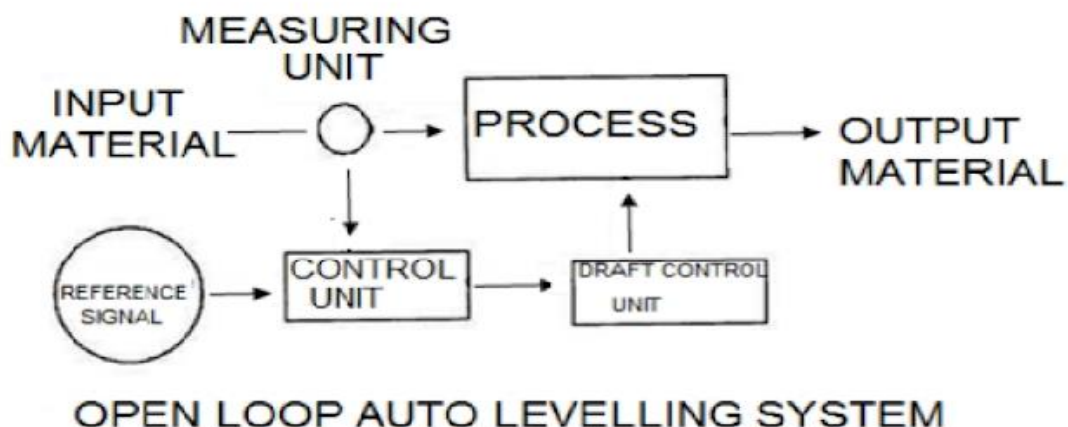 MEASURING
UNIT
INPUT
MATERIAL
PROCESS
OUTPUT
MATERIAL
REFERENCE
SIGNAL
CONTROL
UNIT
DRAFT CONTROL
UNIT
OPEN LOOP AUTO LEVELLING SYSTEM